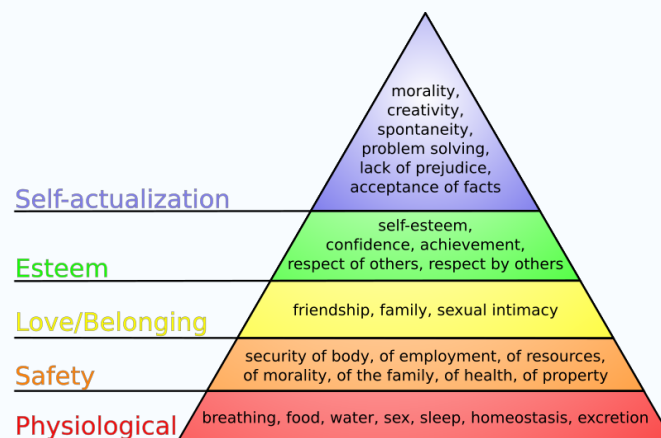 morality,
creativity,
spontaneity,
problem solving,
lack of prejudice,
acceptance of facts
Self-actualization
self-esteem,
confidence, achievement,
respect of others, respect by others
Esteem
friendship, family, sexual intimacy
Love/Belonging
security of body, of employment, of resources,
of morality, of the family, of health, of property
Safety
breathing, food, water, sex, sleep, homeostasis, excretion
Physiological